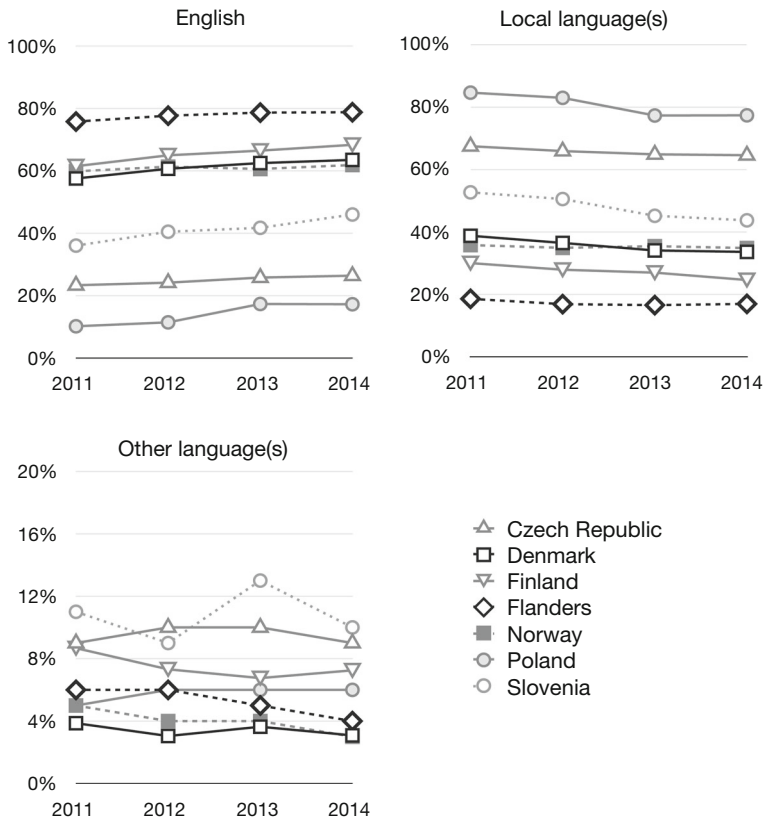 English
100%
80%
60%
40%
20%
0%
2011 2012 2013 2014
Local language(s)
100%
80%
60%
40%
20%
0%
2011 2012 2013 2014
Other language(s)
20%
16%
12%
8%
4%
0%
2011 2012 2013 2014
Czech Republic
Denmark
Finland
Flanders
Norway
Poland
Slovenia